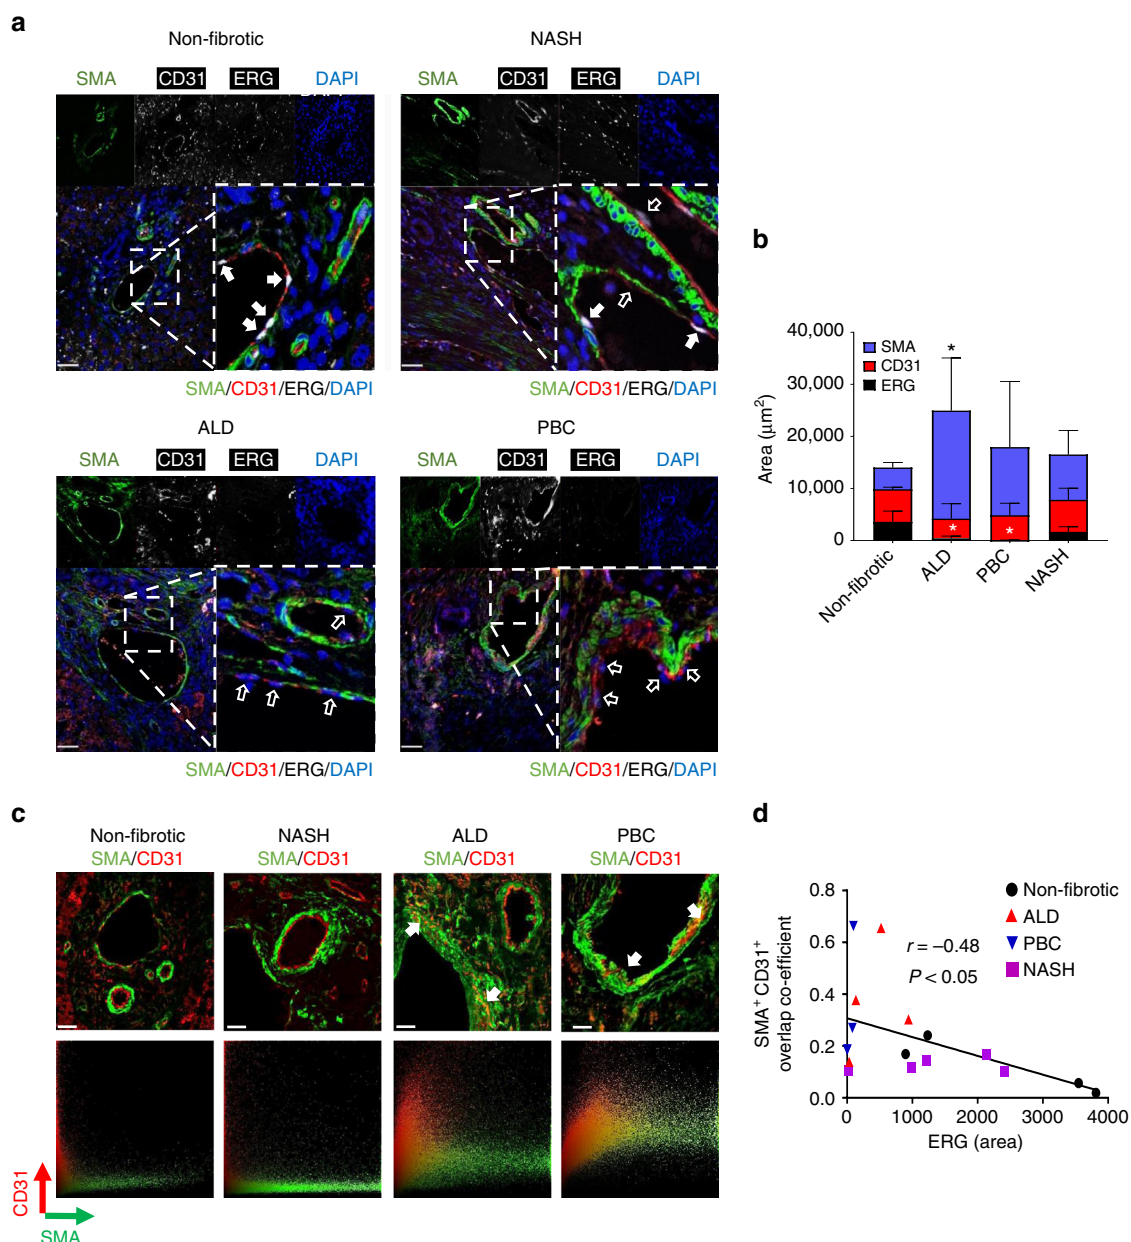 a
Non-fibrotic
NASH
SMA CD31 ERG DAPI
SMA CD31 ERG DAPI
SMA/CD31/ERG/DAPI
SMA/CD31/ERG/DAPI
ALD
PBC
SMA CD31 ERG DAPI
SMA CD31 ERG DAPI
SMA/CD31/ERG/DAPI
SMA/CD31/ERG/DAPI
b
40,000
30,000
20,000
10,000
0
Area (μm²)
SMA
CD31
ERG
*
*
*
Non-fibrotic
ALD
PBC
NASH
c
Non-fibrotic
SMA/CD31
NASH
SMA/CD31
ALD
SMA/CD31
PBC
SMA/CD31
CD31
SMA
d
Non-fibrotic
ALD
PBC
NASH
r = −0.48
P < 0.05
SMA⁺ CD31⁺
overlap co-efficient
0.8
0.6
0.4
0.2
0.0
0 1000 2000 3000 4000
ERG (area)